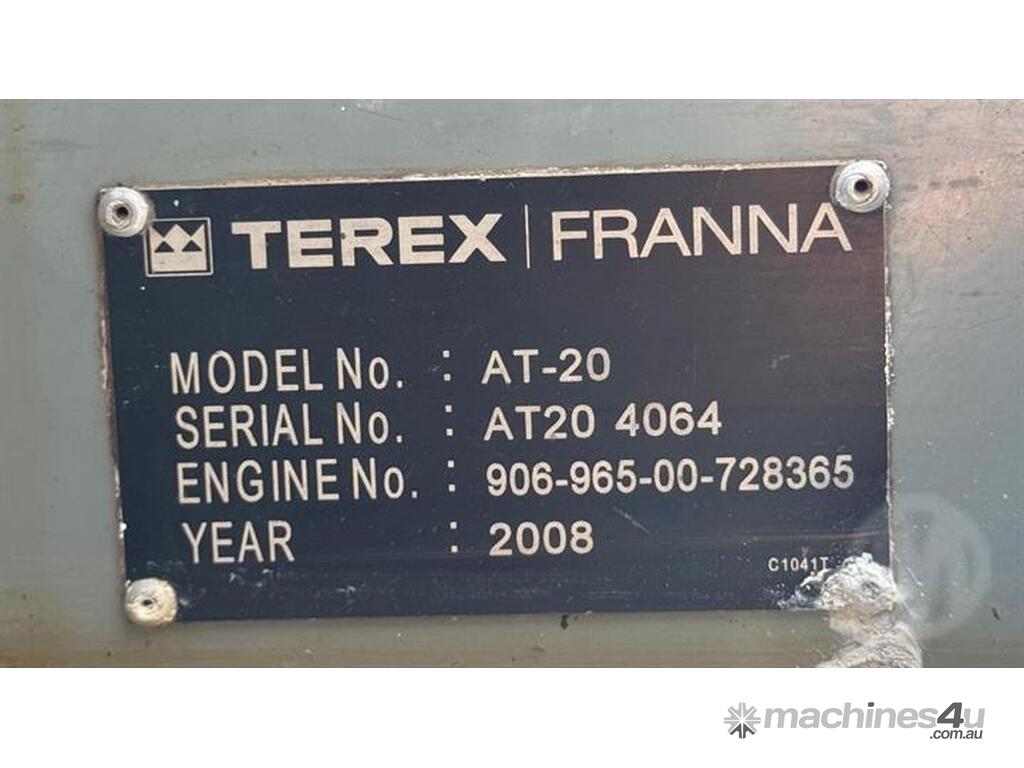 TEREX | FRANNA
MODEL No. : AT-20
SERIAL No. : AT20 4064
ENGINE No. : 906-965-00-728365
YEAR : 2008
C1041T
machines4u
.com.au